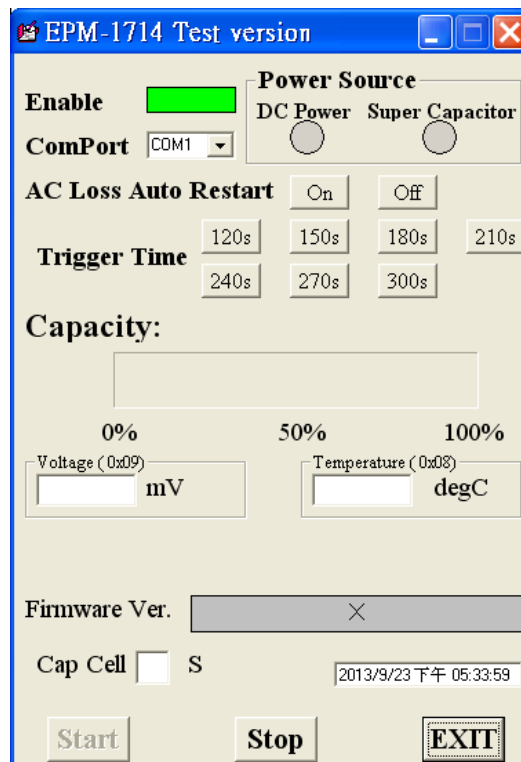 EPM-1714 Test version
Power Source
Enable
DC Power Super Capacitor
ComPort COM1
AC Loss Auto Restart On Off
120s 150s 180s 210s
Trigger Time
240s 270s 300s
Capacity:
0% 50% 100%
Voltage ( 0x09) Temperature ( 0x08)
mV degC
Firmware Ver. X
Cap Cell S
2013/9/23 下午 05:33:59
Start Stop EXIT